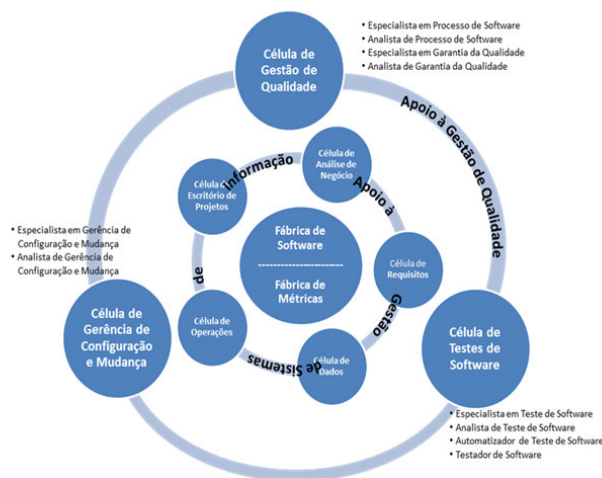 • Especialista em Processo de Software
• Analista de Processo de Software
• Especialista em Garantia da Qualidade
• Analista de Garantia da Qualidade
Célula de
Gestão de
Qualidade
Apoio à Gestão de Qualidade
Informação
Célula de
Análise de
Negócio
Célula de
Escritório de
Projetos
Apoio à
• Especialista em Gerência de
Configuração e Mudança
• Analista de Gerência de
Configuração e Mudança
Fábrica de
Software
--------------------
Fábrica de
Métricas
Célula de
Requisitos
de
Gestão
Célula de
Gerência de
Configuração
e Mudança
Célula de
Operações
Célula de
Dados
de Sistemas
Célula de
Testes de
Software
• Especialista em Teste de Software
• Analista de Teste de Software
• Automatizador de Teste de Software
• Testador de Software